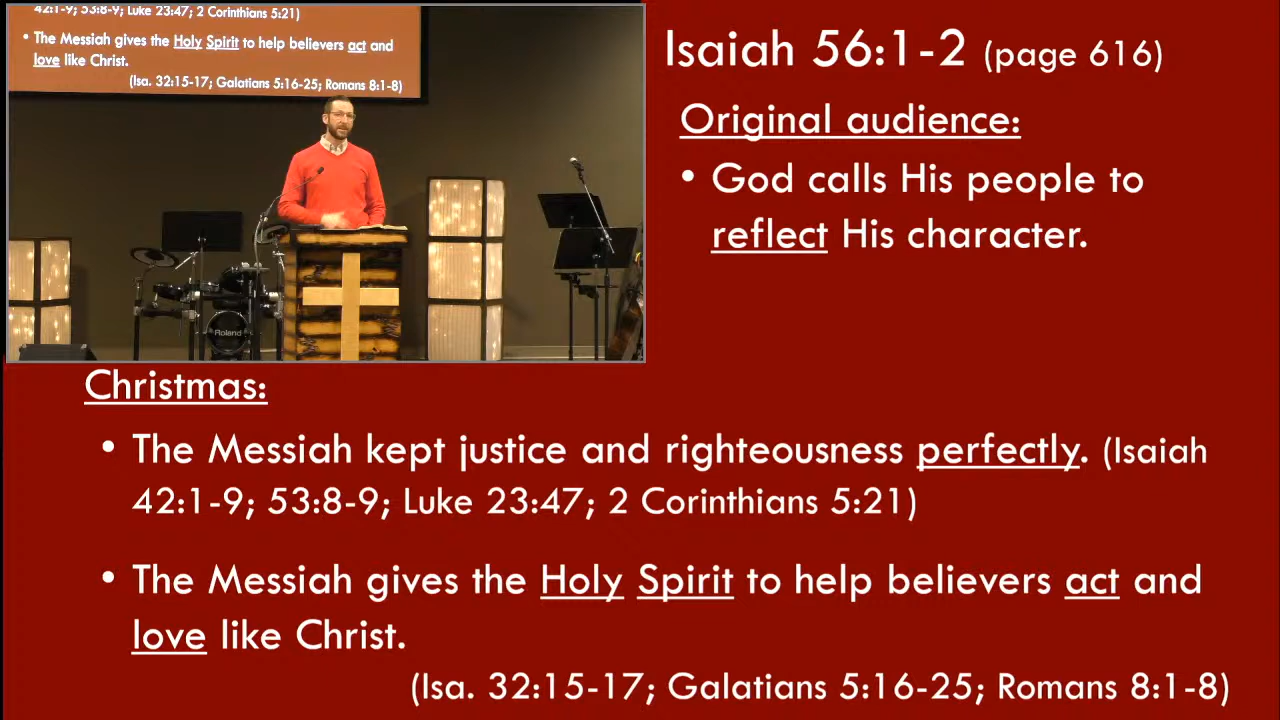 42:1-9; 53:8-9; Luke 23:47; 2 Corinthians 5:21)
• The Messiah gives the Holy Spirit to help believers act and
love like Christ.
(Isa. 32:15-17; Galatians 5:16-25; Romans 8:1-8)
Roland
Isaiah 56:1-2 (page 616)
Original audience:
• God calls His people to
reflect His character.
Christmas:
• The Messiah kept justice and righteousness perfectly. (Isaiah
42:1-9; 53:8-9; Luke 23:47; 2 Corinthians 5:21)
• The Messiah gives the Holy Spirit to help believers act and
love like Christ.
(Isa. 32:15-17; Galatians 5:16-25; Romans 8:1-8)